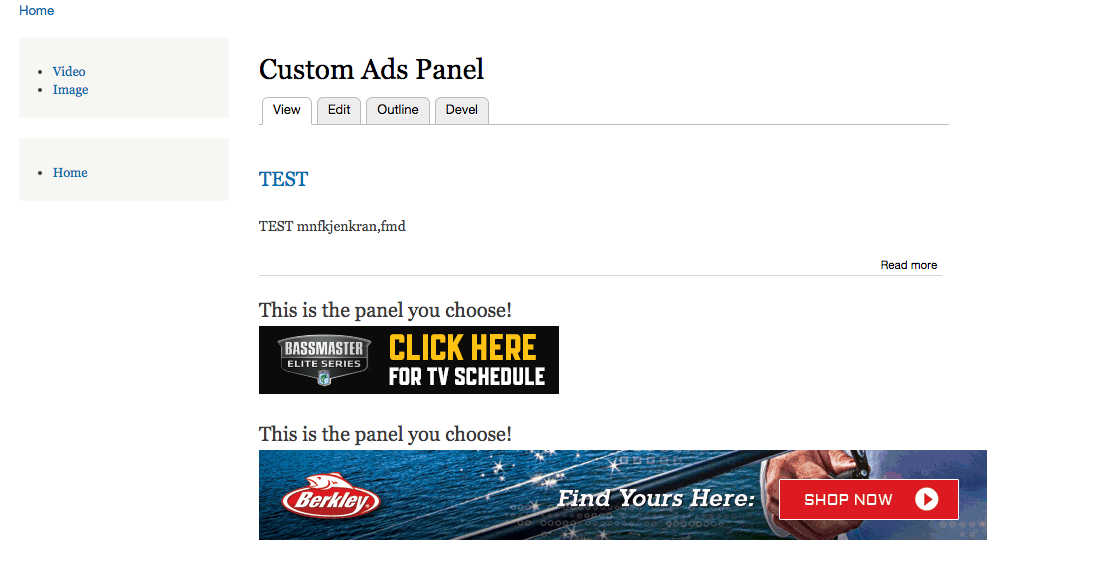 Home
Video
Image
Home
Custom Ads Panel
View Edit Outline Devel
TEST
TEST mnfkjenkran,fmd
Read more
This is the panel you choose!
BASSMASTER
ELITE SERIES
CLICK HERE
FOR TV SCHEDULE
This is the panel you choose!
Berkley.
Find Yours Here:
SHOP NOW